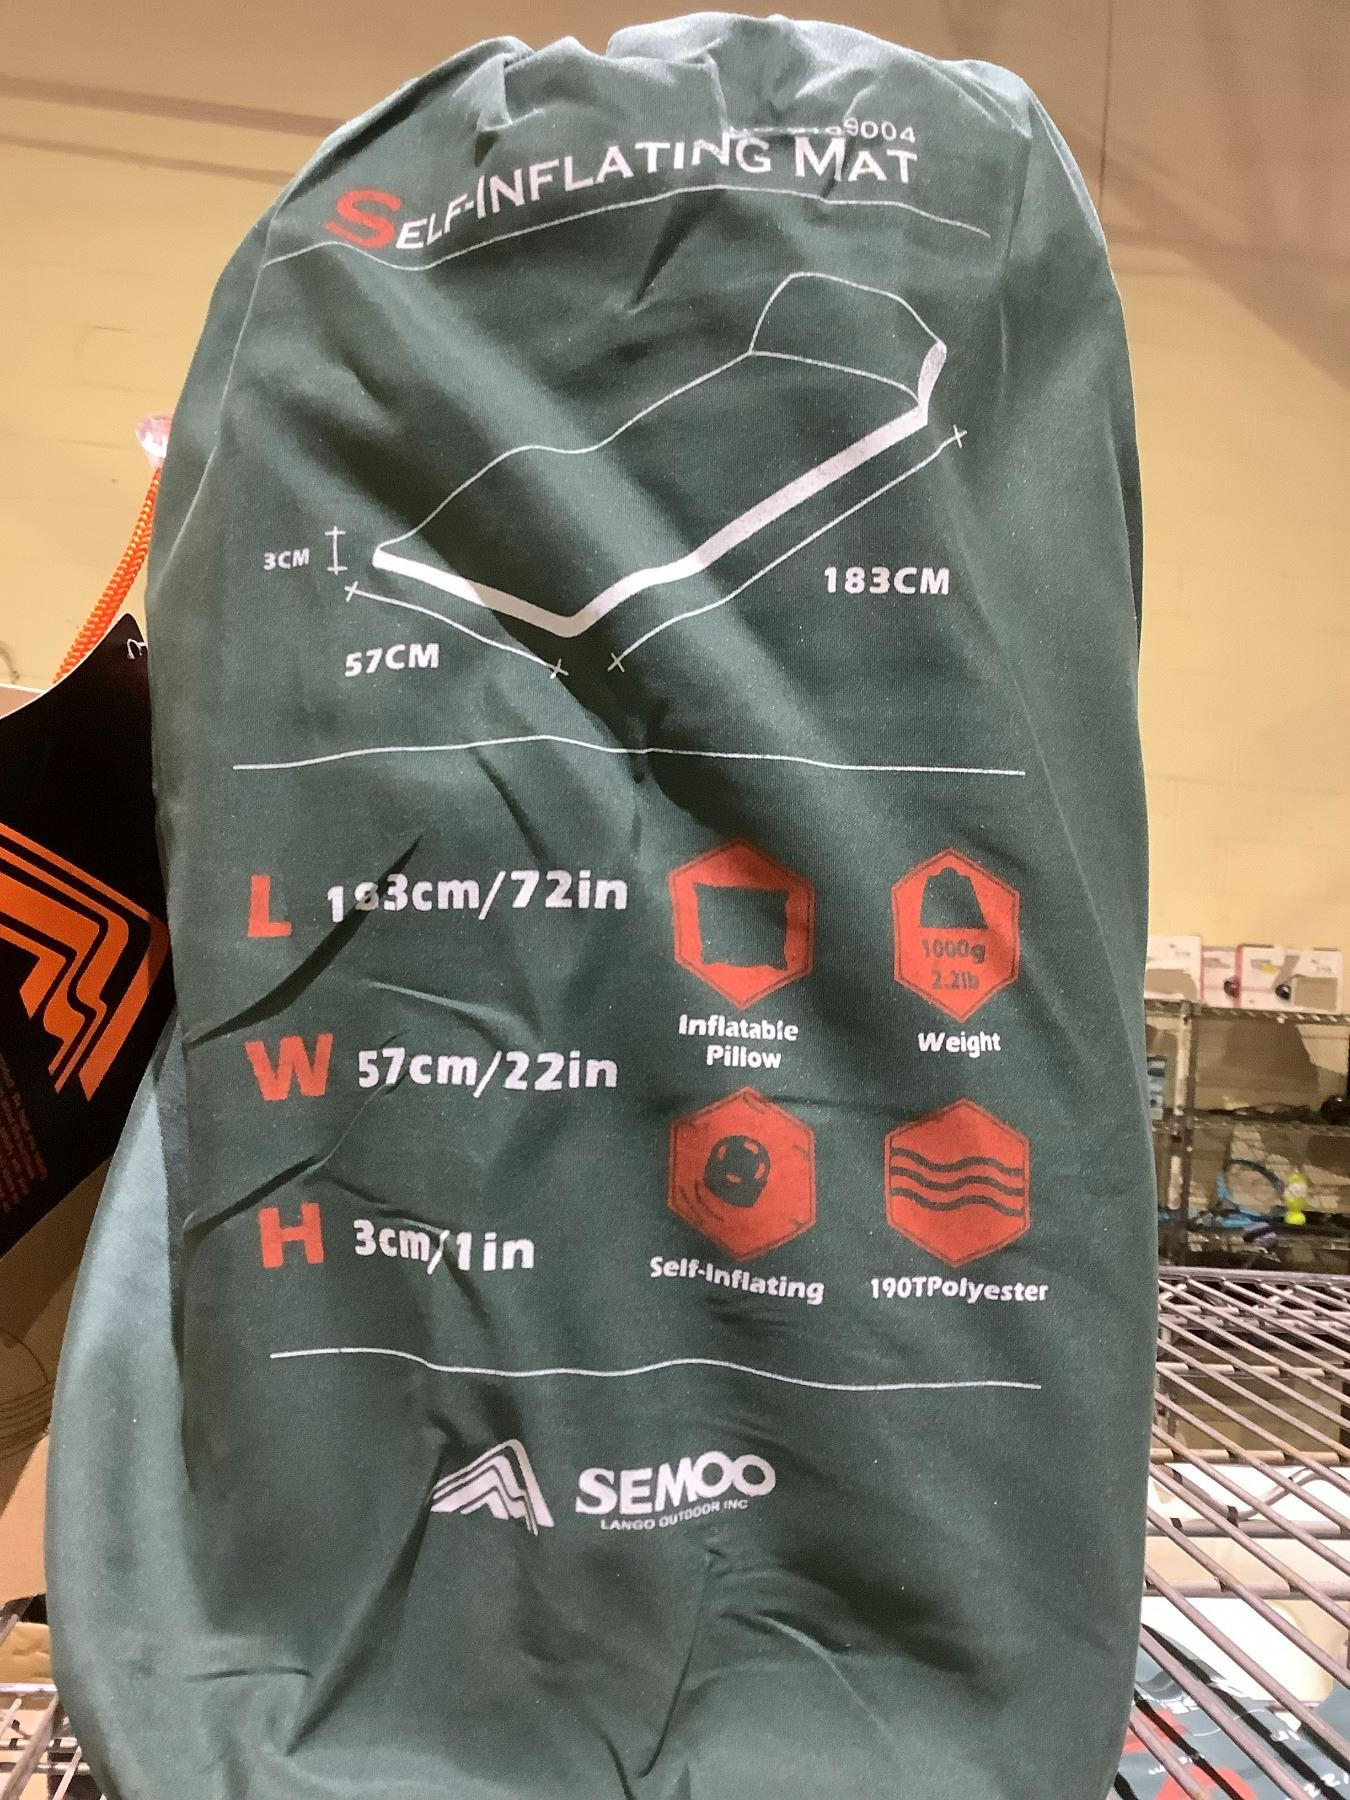 9004
SELF-INFLATING MAT
3CM
183CM
57CM
L 183cm/72in
W 57cm/22in
H 3cm/1in
1000g
2.2lb
Inflatable
Pillow
Weight
Self-Inflating
190TPolyester
SEMOO
LANGO OUTDOOR INC